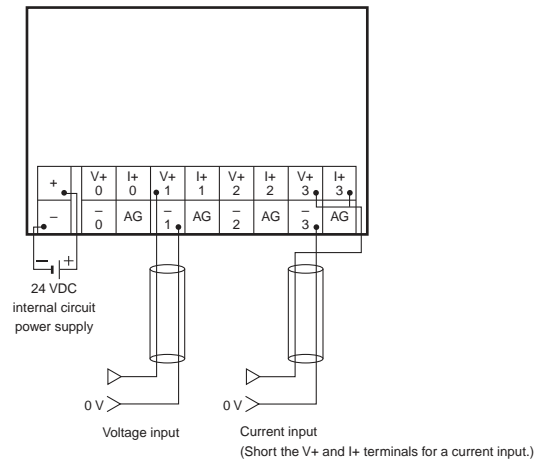 + V+ I+ V+ I+ V+ I+ V+ I+
0 0 1 1 2 2 3 3
− − AG − AG − AG − AG
0 1 2 3
− +
24 VDC
internal circuit
power supply
0 V 0 V
Voltage input
Current input
(Short the V+ and I+ terminals for a current input.)